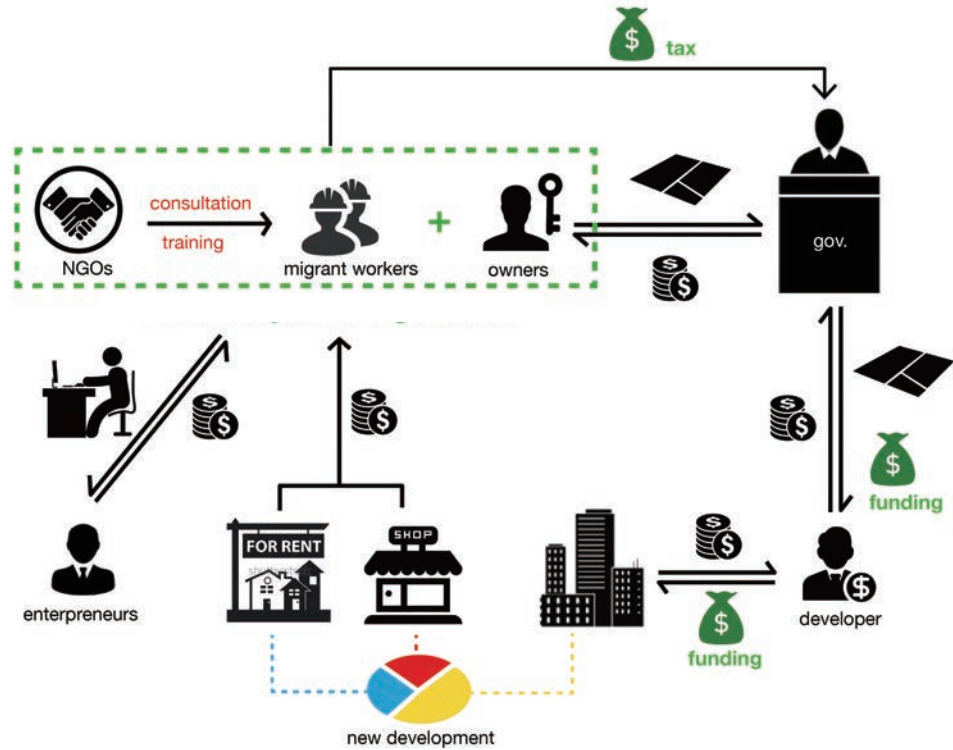 $ tax
consultation
training
NGOs
migrant workers
+
owners
$
gov.
$
$
$
$
funding
FOR RENT
SHOP
$
$
enterpreneurs
developer
$
funding
new development